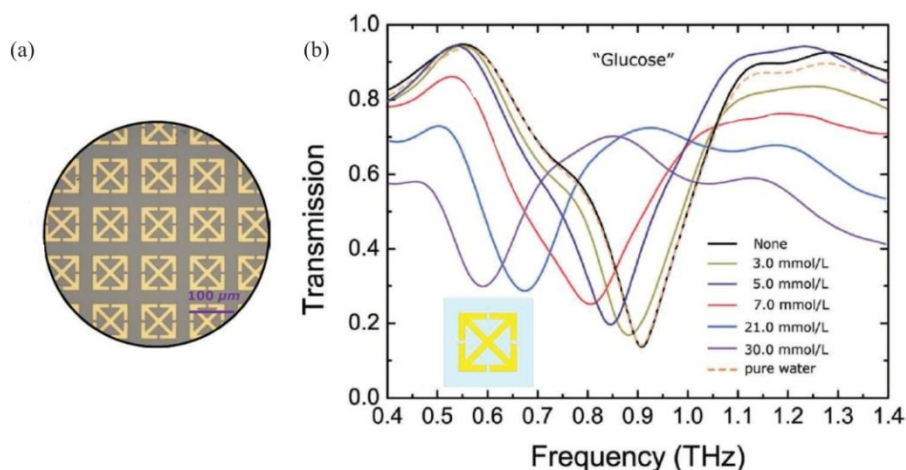 (a)
100 μm
(b)
"Glucose"
Transmission
1.0
0.8
0.6
0.4
0.2
0.0
None
3.0 mmol/L
5.0 mmol/L
7.0 mmol/L
21.0 mmol/L
30.0 mmol/L
pure water
0.4 0.5 0.6 0.7 0.8 0.9 1.0 1.1 1.2 1.3 1.4
Frequency (THz)